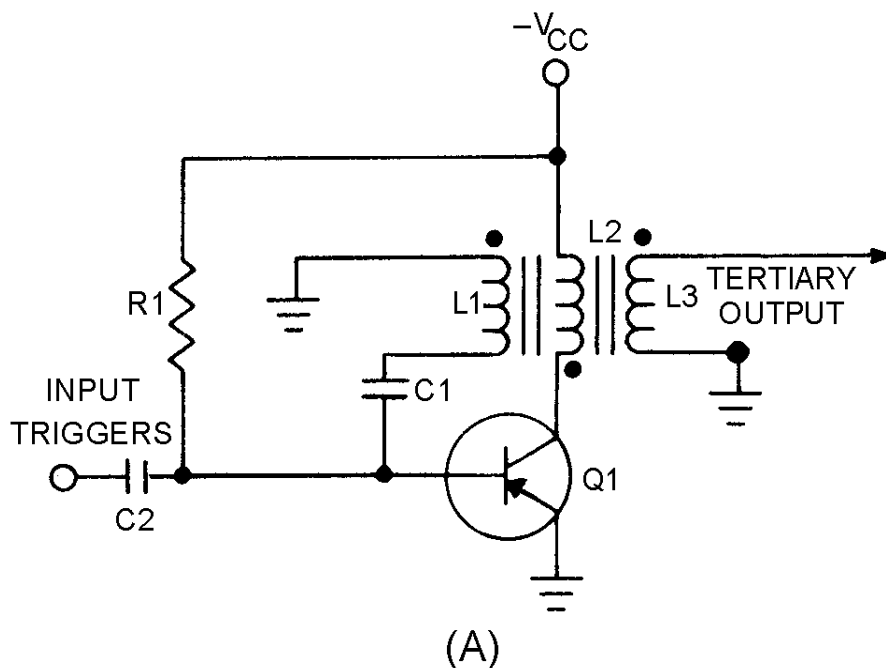 –VCC
L2
R1
L1
L3
TERTIARY
OUTPUT
C1
INPUT
TRIGGERS
C2
Q1
(A)